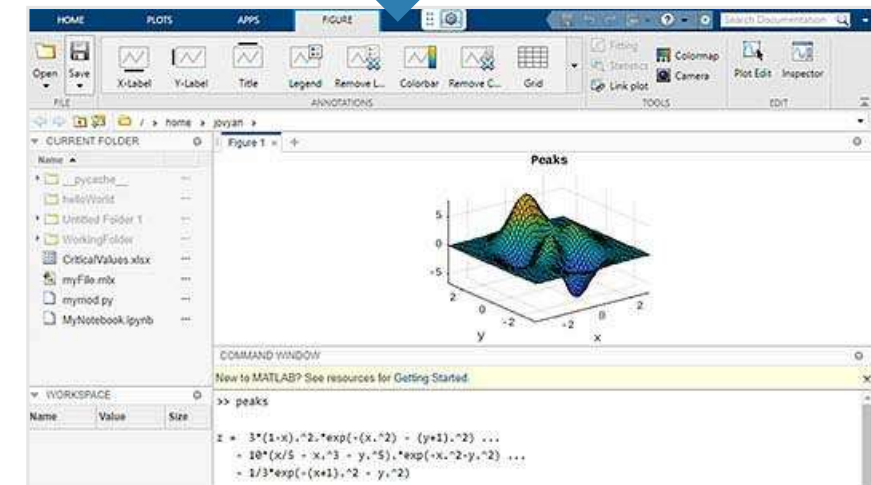 HOME PLOTS APPS FIGURE Search Documentation
Open Save X-Label Y-Label Title Legend Remove L... Colorbar Remove C... Grid Fitting Statistics Link plot Colormap Camera Plot Edit Inspector
FILE ANNOTATIONS TOOLS EDIT
/ home jovyan
CURRENT FOLDER
Name
__pycache__
helloWorld
Untitled Folder 1
WorkingFolder
CriticalValues.xlsx
myFile.mlx
mymod.py
MyNotebook.ipynb
WORKSPACE
Name Value Size
Figure 1
Peaks
5
0
-5
2
0
-2
y
-2
0
2
x
COMMAND WINDOW
New to MATLAB? See resources for Getting Started.
>> peaks
z = 3*(1-x).^2.*exp(-(x.^2) - (y+1).^2) ...
- 10*(x/5 - x.^3 - y.^5).*exp(-x.^2-y.^2) ...
- 1/3*exp(-(x+1).^2 - y.^2)